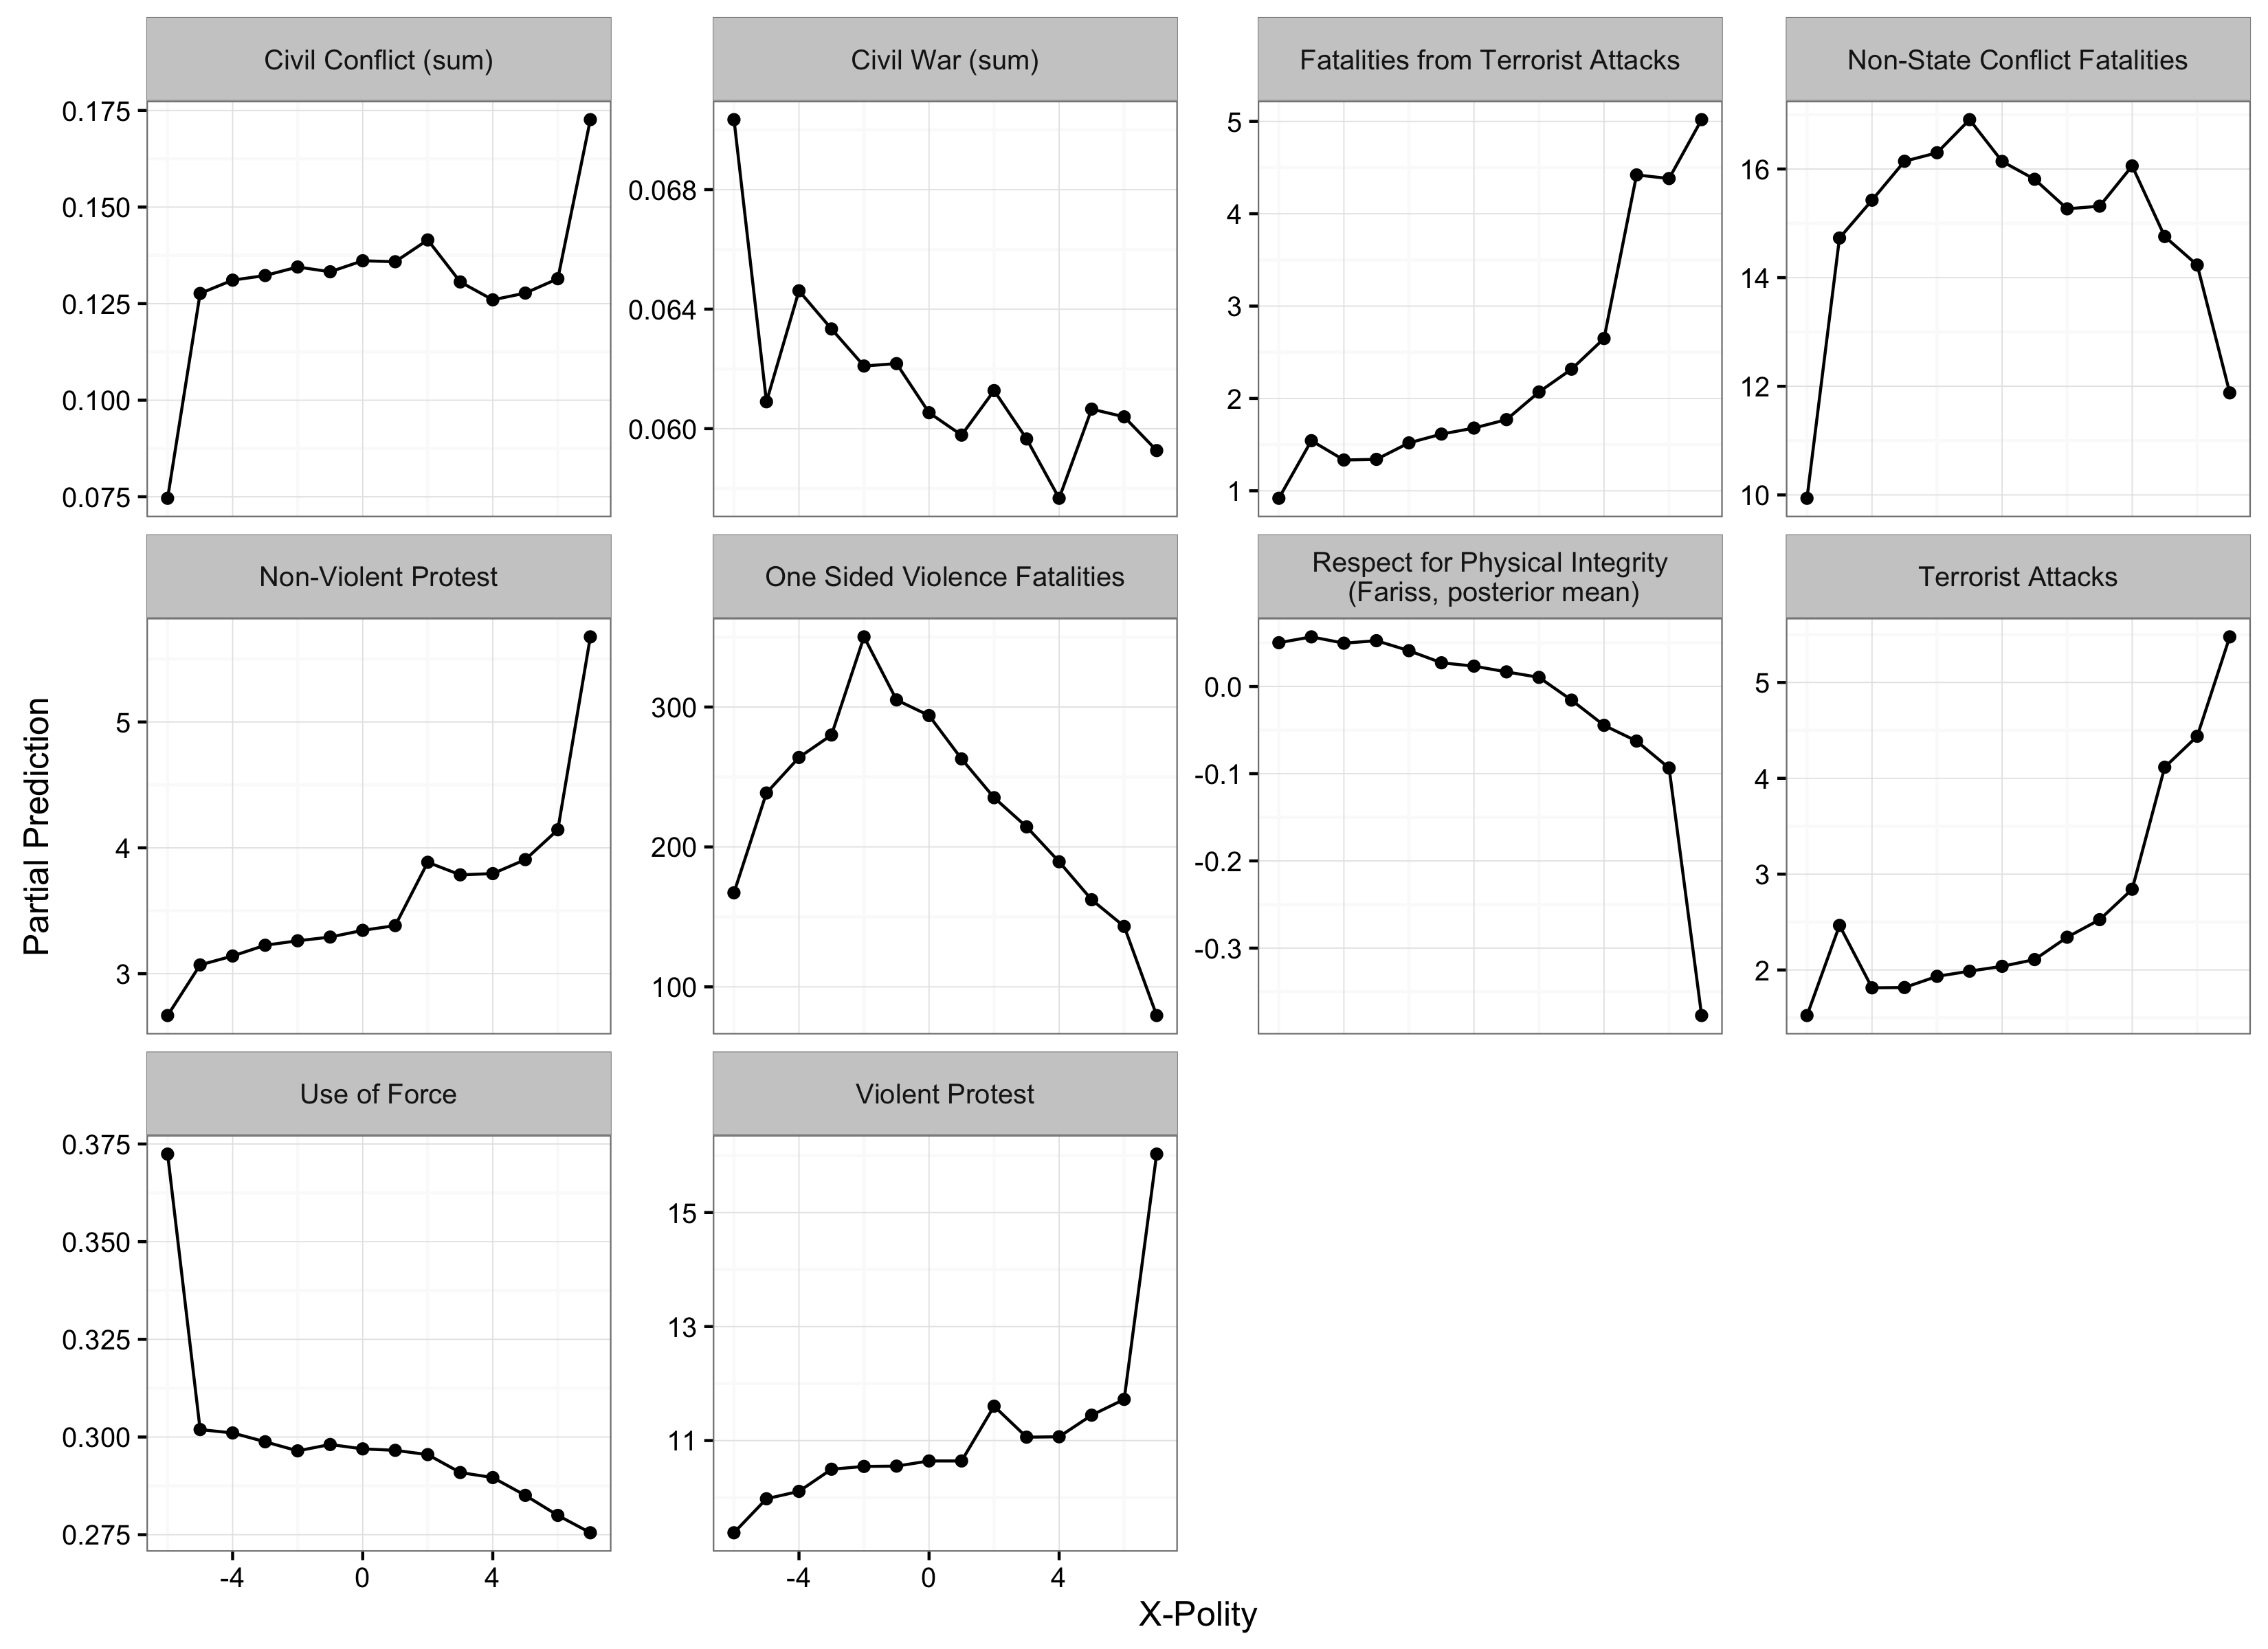 Civil Conflict (sum)
Civil War (sum)
Fatalities from Terrorist Attacks
Non-State Conflict Fatalities
0.175
0.150
0.125
0.100
0.075
0.068
0.064
0.060
5
4
3
2
1
16
14
12
10
Non-Violent Protest
One Sided Violence Fatalities
Respect for Physical Integrity
(Fariss, posterior mean)
Terrorist Attacks
5
4
3
300
200
100
0.0
-0.1
-0.2
-0.3
5
4
3
2
Use of Force
Violent Protest
0.375
0.350
0.325
0.300
0.275
15
13
11
-4 0 4
-4 0 4
Partial Prediction
X-Polity